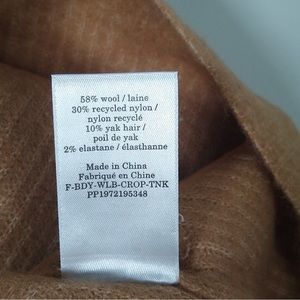 58% wool / laine
30% recycled nylon /
nylon recyclé
10% yak hair /
poil de yak
2% elastane / élasthanne
Made in China
Fabriqué en Chine
F-BDY-WLB-CROP-TNK
PP1972195348